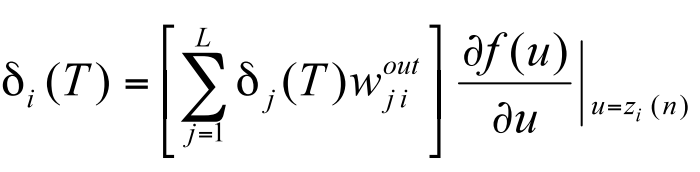 δ_i (T) = [ ∑_{j=1}^{L} δ_j (T) w_{ji}^{out} ] ∂f(u)/∂u |_{u=z_i (n)}